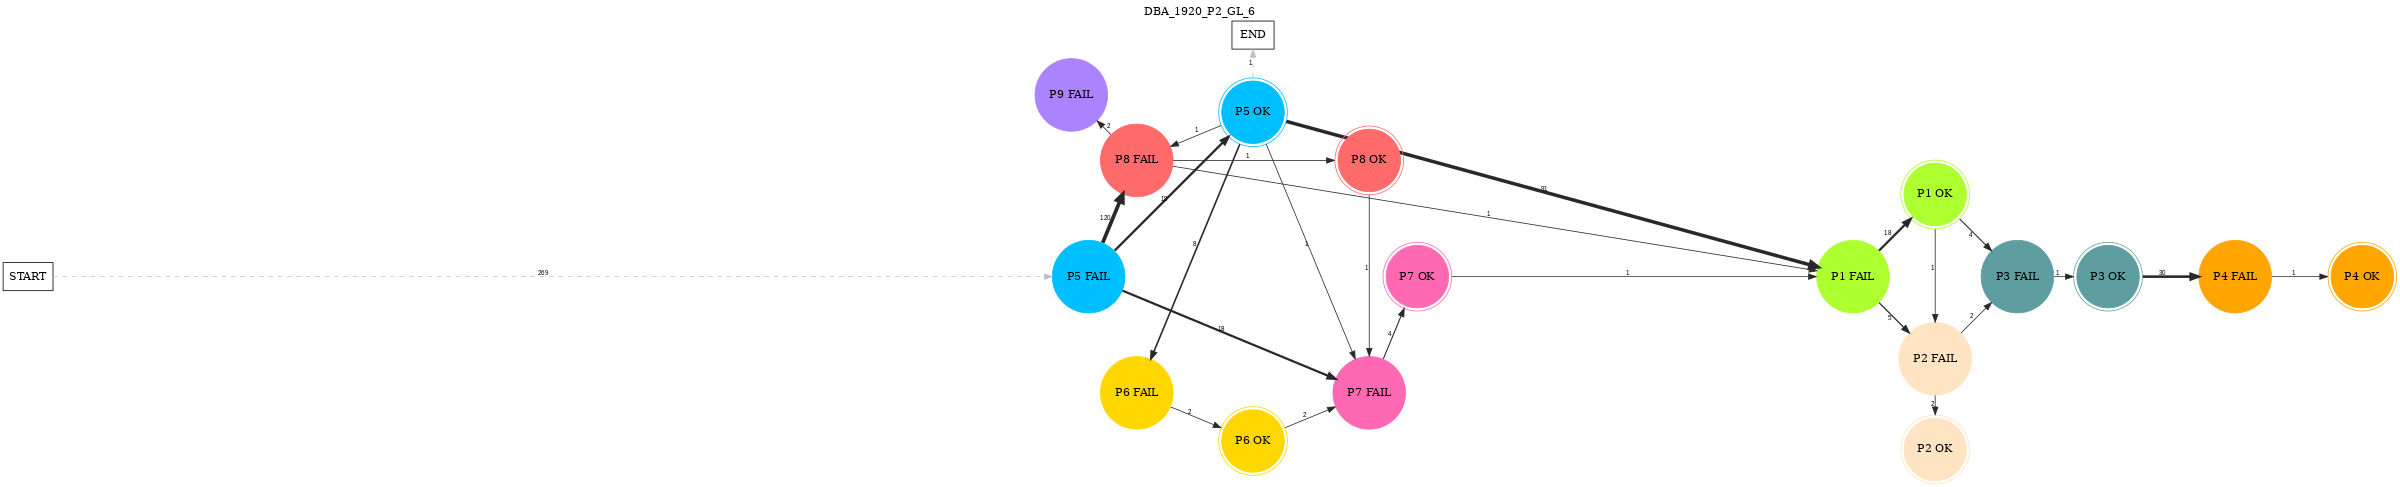 DBA_1920_P2_GL_6
END
1
P9 FAIL
P5 OK
2
1
P8 FAIL
1
P8 OK
91
P1 OK
120
1
18
4
8
1
1
1
START
269
P5 FAIL
P7 OK
1
P1 FAIL
1
P3 FAIL
1
P3 OK
30
P4 FAIL
1
P4 OK
18
4
5
2
P2 FAIL
P6 FAIL
P7 FAIL
2
2
2
P6 OK
P2 OK